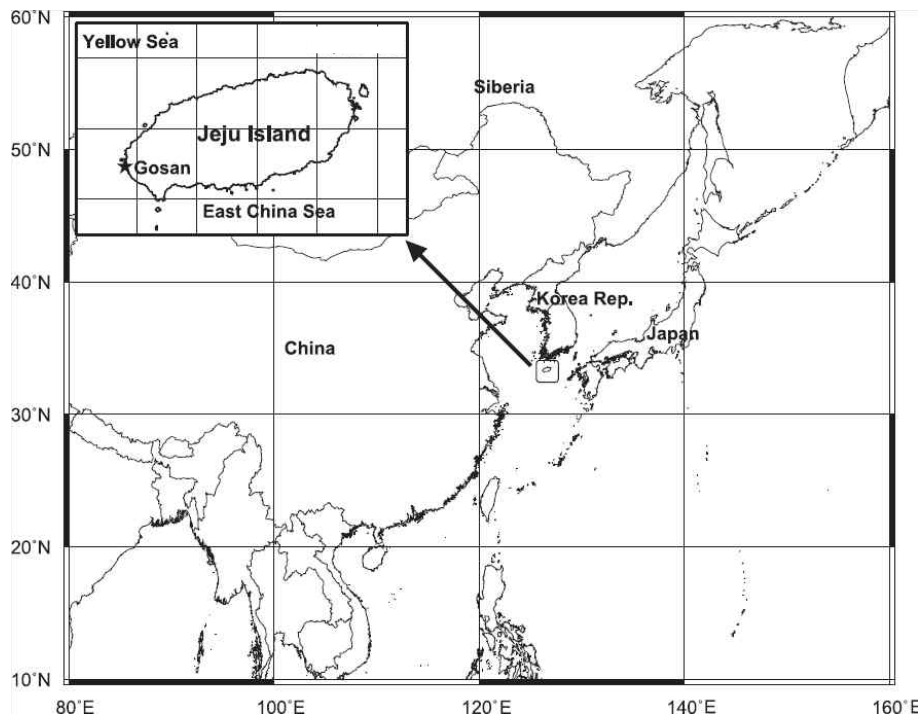 60°N
Yellow Sea
Siberia
Jeju Island
50°N
Gosan
East China Sea
40°N
Korea Rep.
China
Japan
30°N
20°N
10°N
80°E
100°E
120°E
140°E
160°E